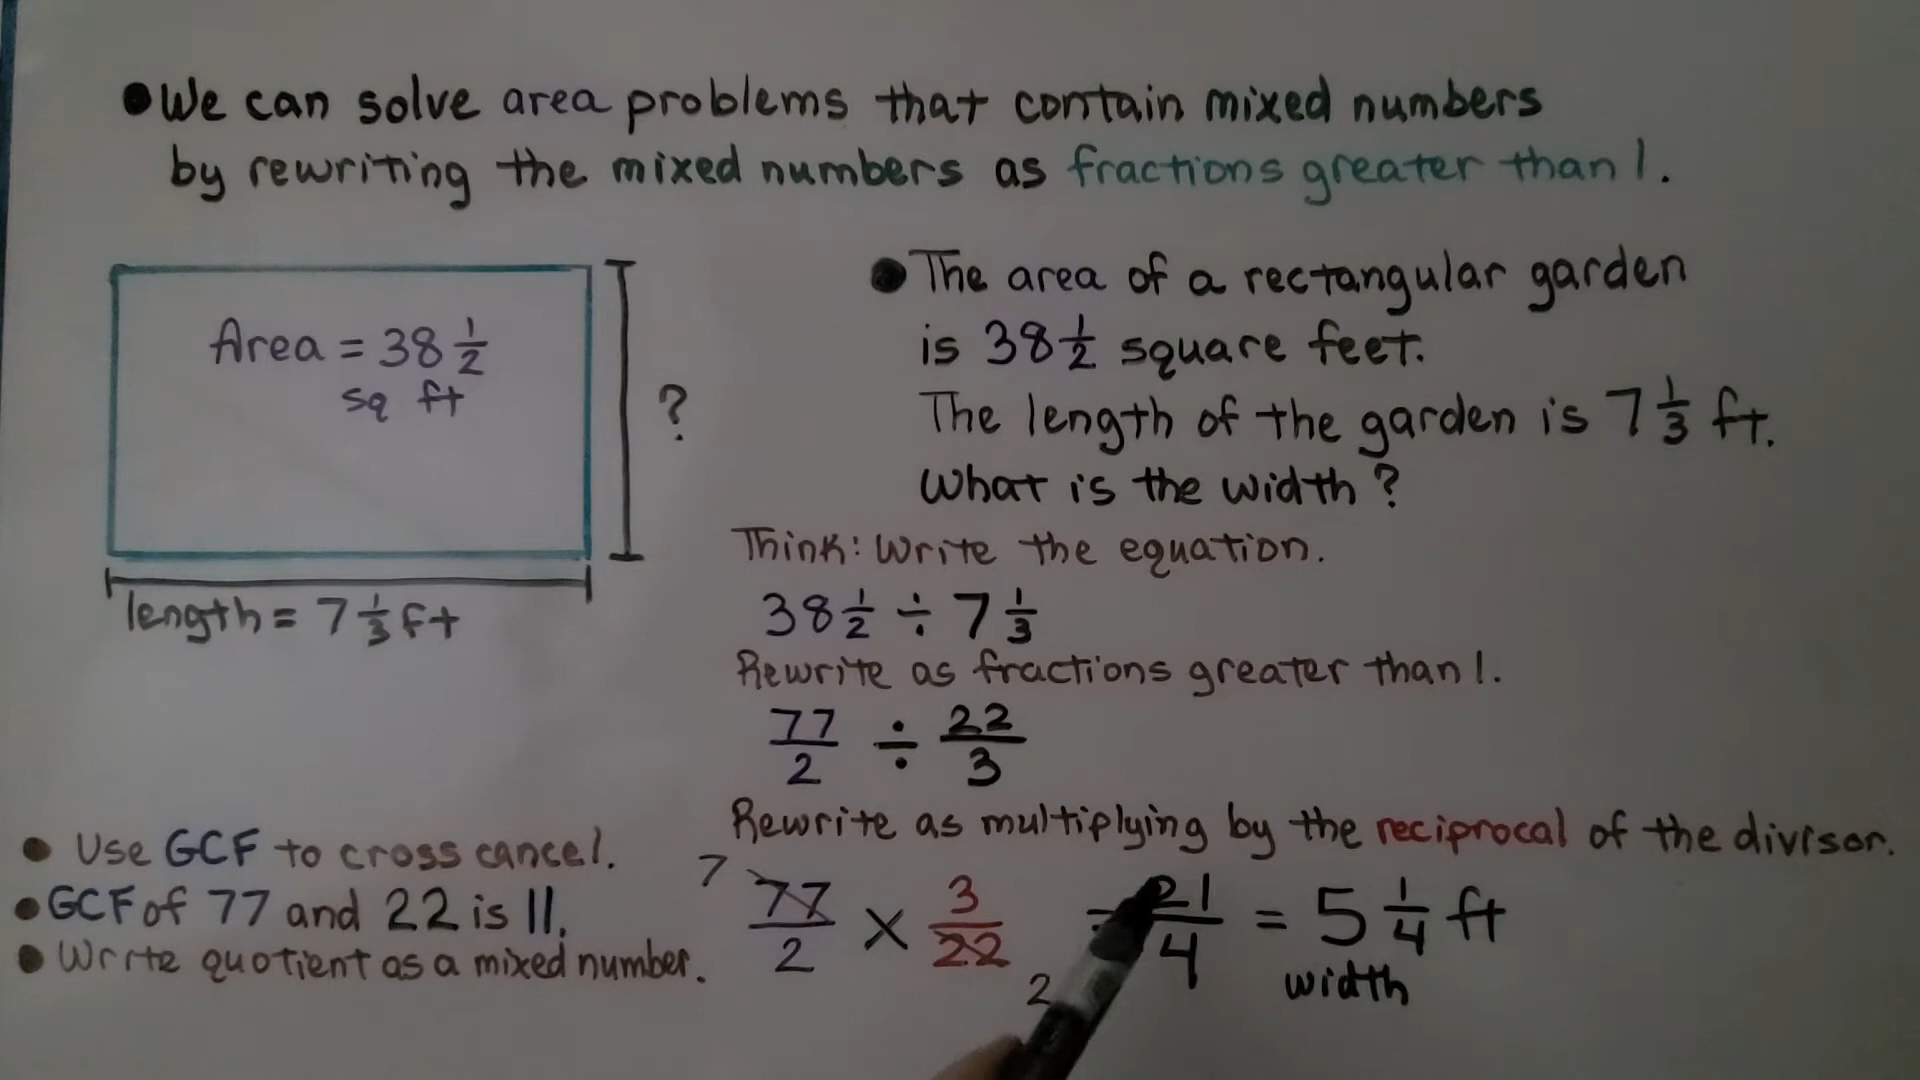 •We can solve area problems that contain mixed numbers
by rewriting the mixed numbers as fractions greater than 1.
Area = 38 1/2
sq ft
?
length = 7 1/3 ft
•The area of a rectangular garden
is 38 1/2 square feet.
The length of the garden is 7 1/3 ft.
What is the width?
Think: Write the equation.
38 1/2 ÷ 7 1/3
Rewrite as fractions greater than 1.
77/2 ÷ 22/3
Rewrite as multiplying by the reciprocal of the divisor.
7 77/2 × 3/22 2 = 21/4 = 5 1/4 ft
width
• Use GCF to cross cancel.
•GCF of 77 and 22 is 11.
• Write quotient as a mixed number.